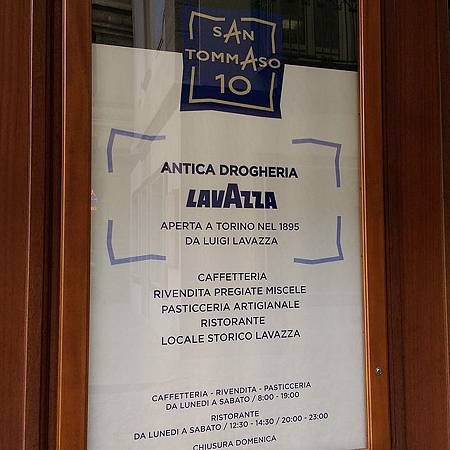 SAN
TOMMASO
10
ANTICA DROGHERIA
LAVAZZA
APERTA A TORINO NEL 1895
DA LUIGI LAVAZZA
CAFFETTERIA
RIVENDITA PREGIATE MISCELE
PASTICCERIA ARTIGIANALE
RISTORANTE
LOCALE STORICO LAVAZZA
CAFFETTERIA - RIVENDITA - PASTICCERIA
DA LUNEDI A SABATO / 8:00 - 19:00
RISTORANTE
DA LUNEDI A SABATO / 12:30 - 14:30 / 20:00 - 23:00
CHIUSURA DOMENICA